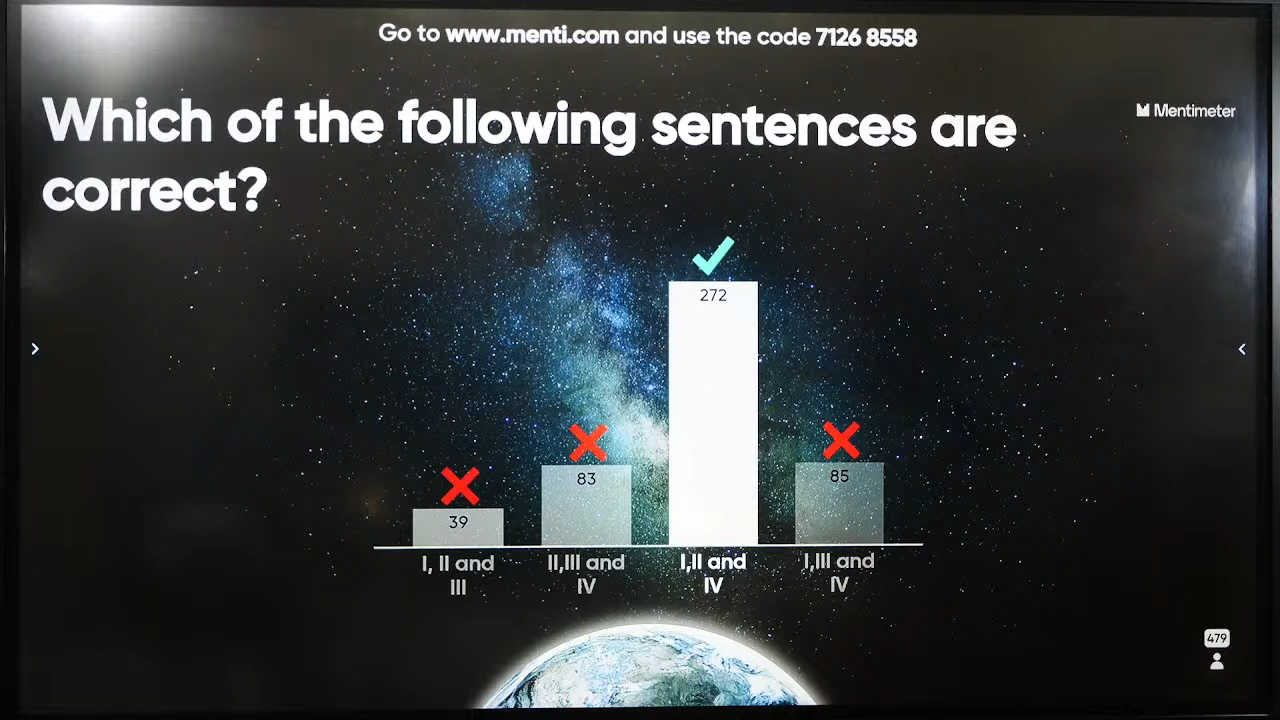 Go to www.menti.com and use the code 7126 8558
Mentimeter
Which of the following sentences are
correct?
272
83
85
39
I, II and
III
II,III and
IV
I,II and
IV
I,III and
IV
479